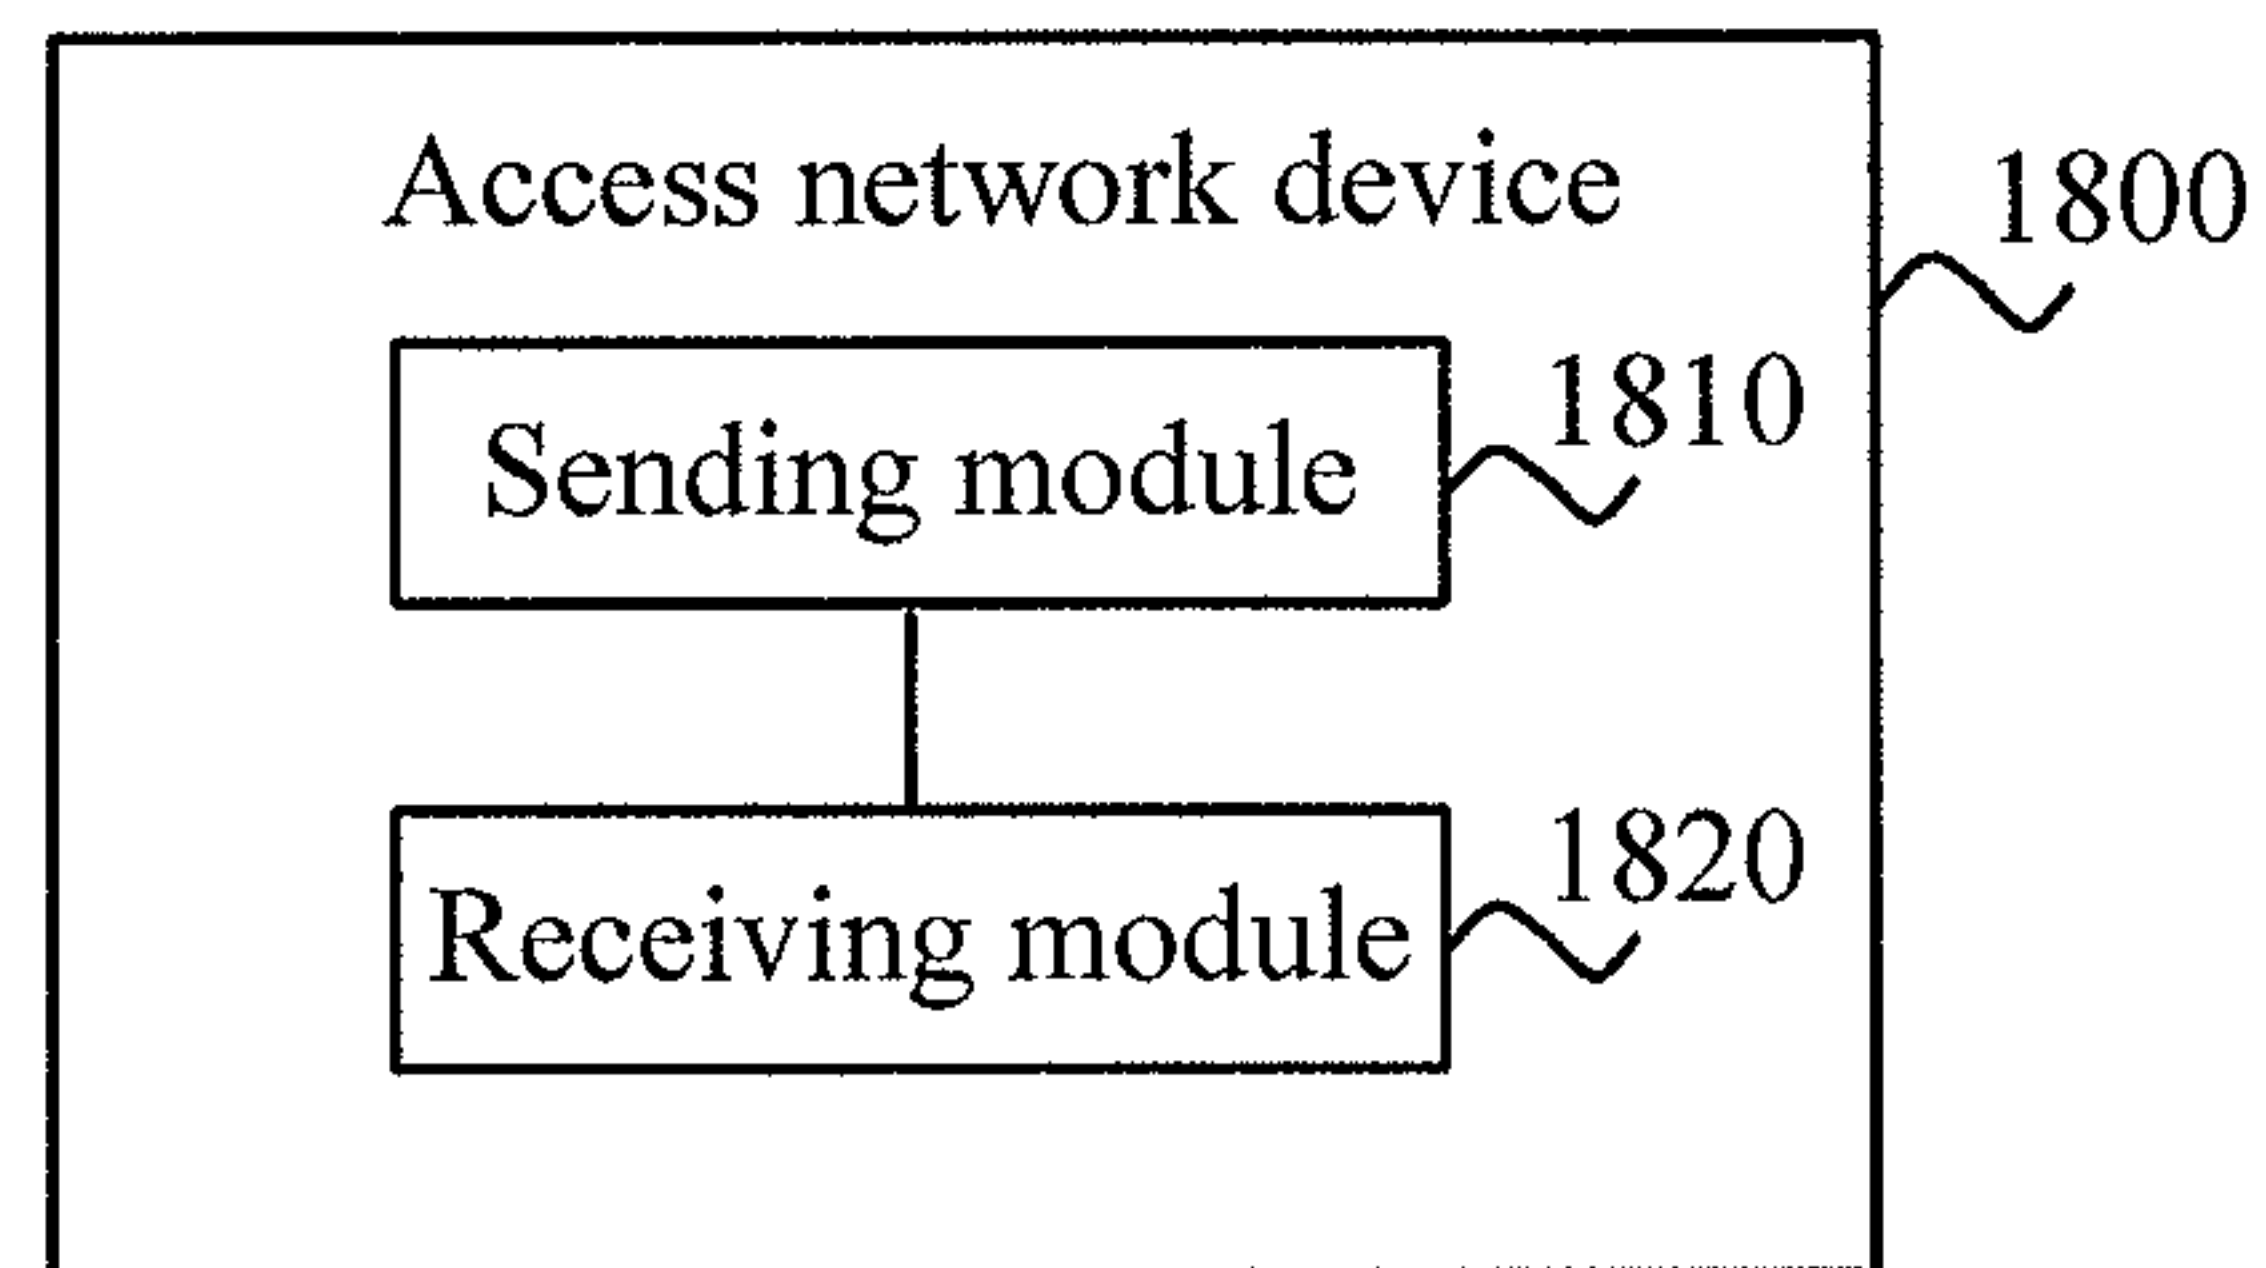 Access network device
1800
Sending module
1810
Receiving module
1820